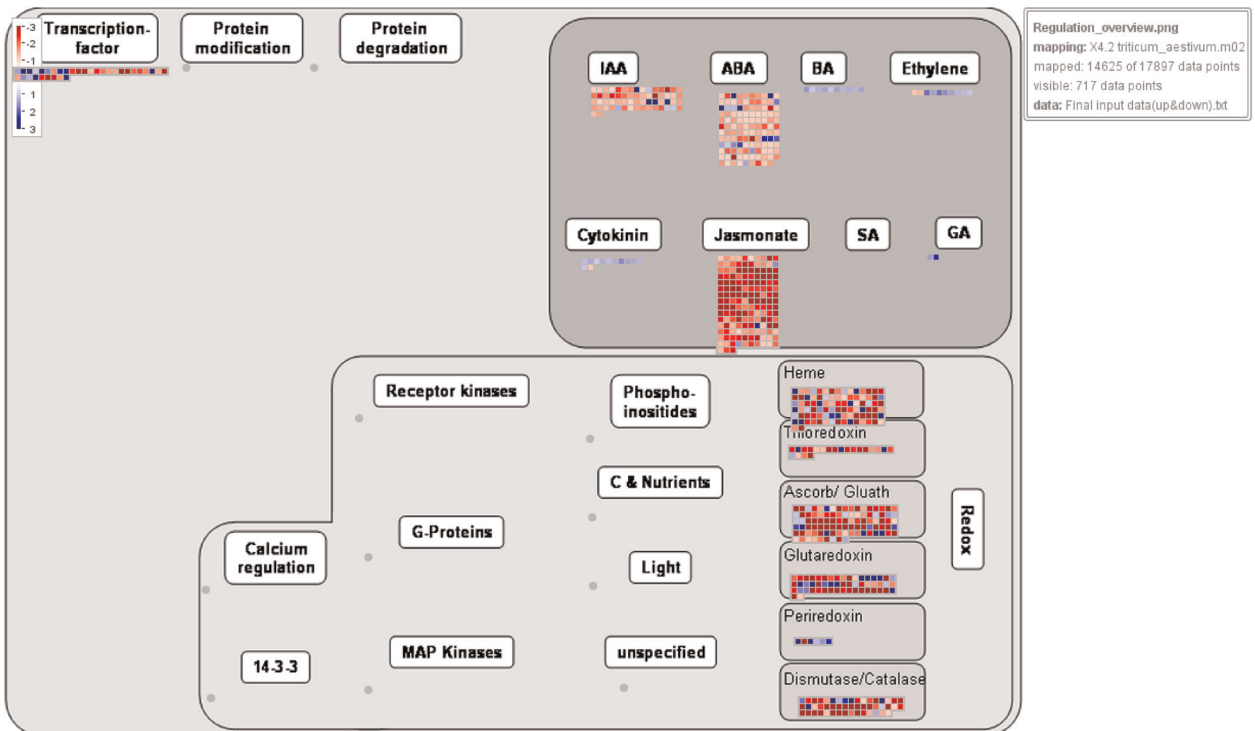 Transcription-
factor
Protein
modification
Protein
degradation
-3
-2
-1
1
2
3
IAA
ABA
BA
Ethylene
Cytokinin
Jasmonate
SA
GA
Regulation_overview.png
mapping: X4.2 triticum_aestivum.m02
mapped: 14625 of 17897 data points
visible: 717 data points
data: Final input data(up&down).txt
Receptor kinases
Phospho-
inositides
C & Nutrients
G-Proteins
Calcium
regulation
Light
MAP Kinases
unspecified
14-3-3
Heme
Thioredoxin
Ascorb/ Gluath
Glutaredoxin
Periredoxin
Dismutase/Catalase
Redox